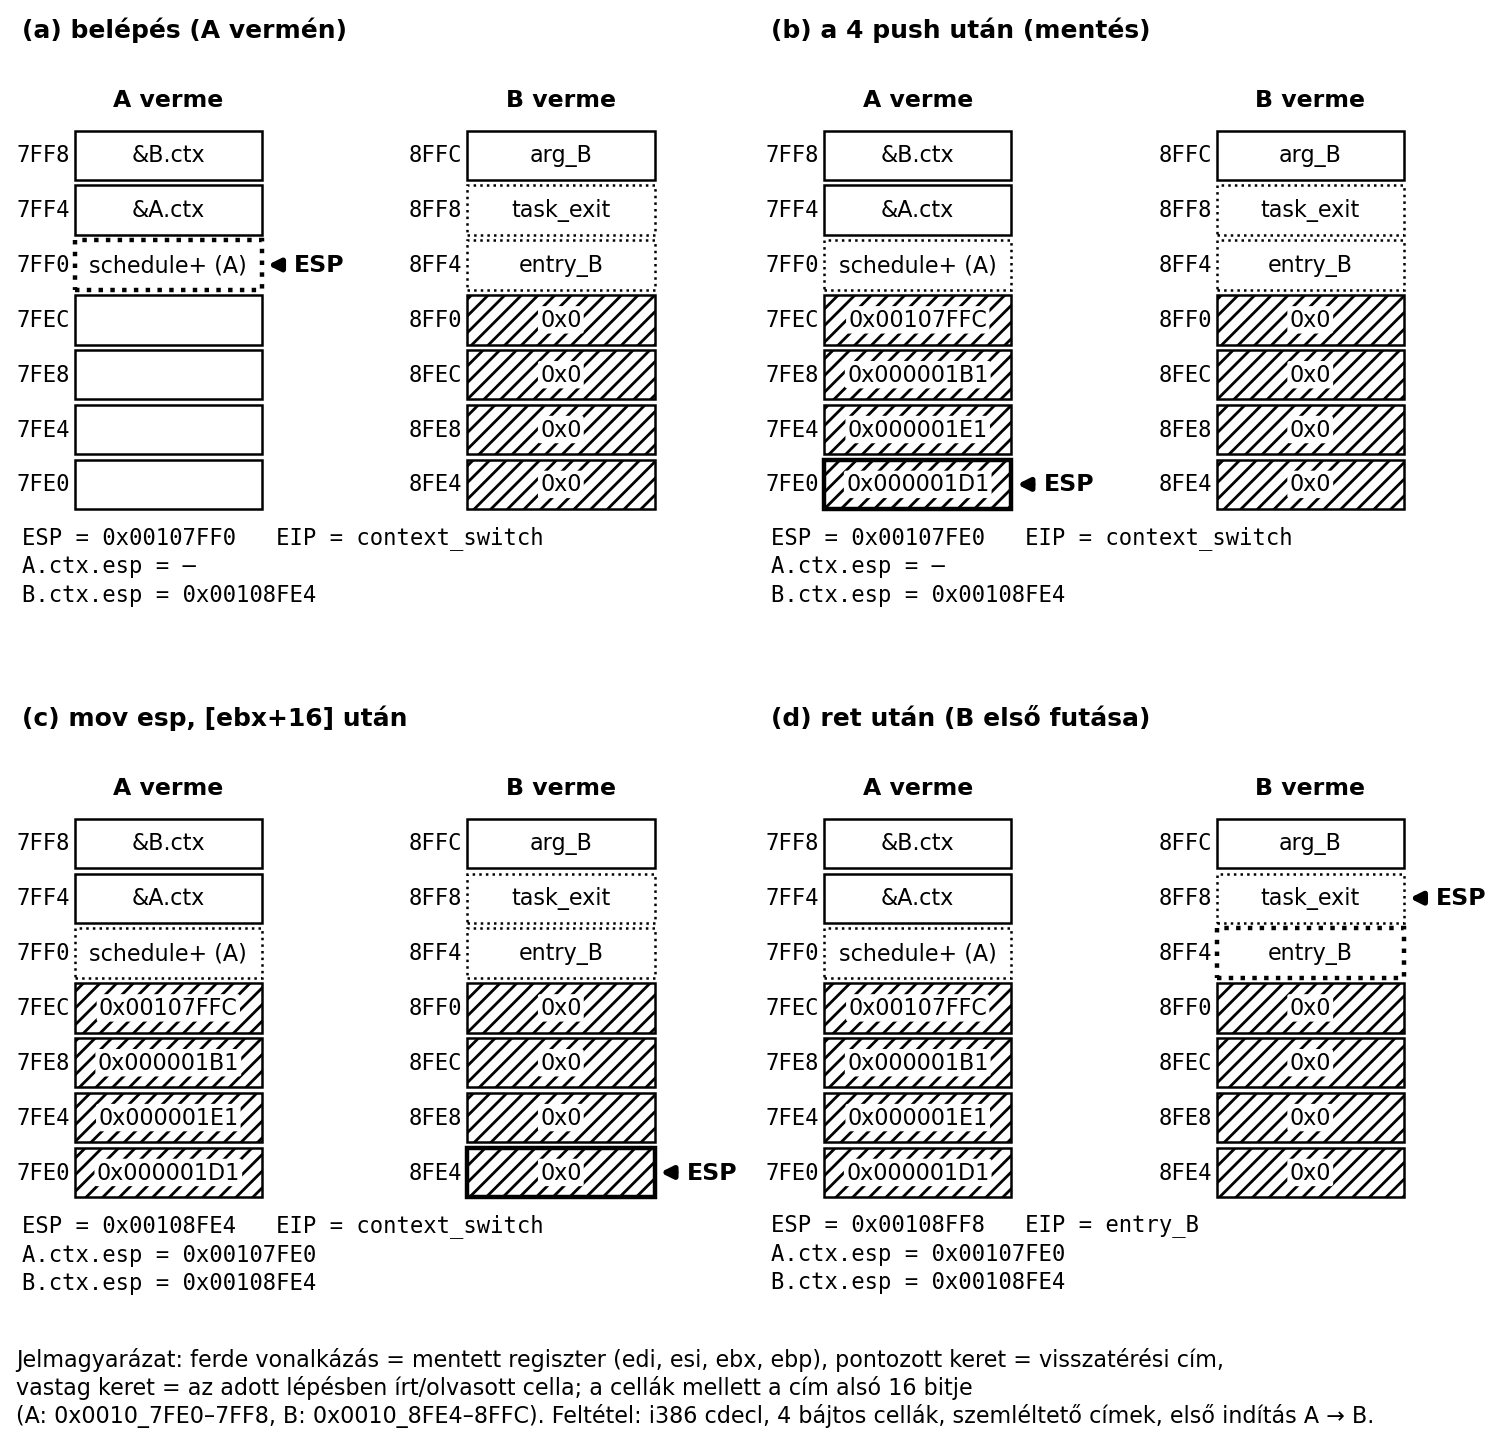 (a) belépés (A vermén)
A verme
B verme
7FF8 &B.ctx
8FFC arg_B
7FF4 &A.ctx
8FF8 task_exit
7FF0 schedule+ (A) ESP
8FF4 entry_B
7FEC
8FF0 0x0
7FE8
8FEC 0x0
7FE4
8FE8 0x0
7FE0
8FE4 0x0
ESP = 0x00107FF0 EIP = context_switch
A.ctx.esp = —
B.ctx.esp = 0x00108FE4
(b) a 4 push után (mentés)
A verme
B verme
7FF8 &B.ctx
8FFC arg_B
7FF4 &A.ctx
8FF8 task_exit
7FF0 schedule+ (A)
8FF4 entry_B
7FEC 0x00107FFC
8FF0 0x0
7FE8 0x000001B1
8FEC 0x0
7FE4 0x000001E1
8FE8 0x0
7FE0 0x000001D1 ESP
8FE4 0x0
ESP = 0x00107FE0 EIP = context_switch
A.ctx.esp = —
B.ctx.esp = 0x00108FE4
(c) mov esp, [ebx+16] után
A verme
B verme
7FF8 &B.ctx
8FFC arg_B
7FF4 &A.ctx
8FF8 task_exit
7FF0 schedule+ (A)
8FF4 entry_B
7FEC 0x00107FFC
8FF0 0x0
7FE8 0x000001B1
8FEC 0x0
7FE4 0x000001E1
8FE8 0x0
7FE0 0x000001D1
8FE4 0x0 ESP
ESP = 0x00108FE4 EIP = context_switch
A.ctx.esp = 0x00107FE0
B.ctx.esp = 0x00108FE4
(d) ret után (B első futása)
A verme
B verme
7FF8 &B.ctx
8FFC arg_B
7FF4 &A.ctx
8FF8 task_exit ESP
7FF0 schedule+ (A)
8FF4 entry_B
7FEC 0x00107FFC
8FF0 0x0
7FE8 0x000001B1
8FEC 0x0
7FE4 0x000001E1
8FE8 0x0
7FE0 0x000001D1
8FE4 0x0
ESP = 0x00108FF8 EIP = entry_B
A.ctx.esp = 0x00107FE0
B.ctx.esp = 0x00108FE4
Jelmagyarázat: ferde vonalkázás = mentett regiszter (edi, esi, ebx, ebp), pontozott keret = visszatérési cím,
vastag keret = az adott lépésben írt/olvasott cella; a cellák mellett a cím alsó 16 bitje
(A: 0x0010_7FE0–7FF8, B: 0x0010_8FE4–8FFC). Feltétel: i386 cdecl, 4 bájtos cellák, szemléltető címek, első indítás A → B.